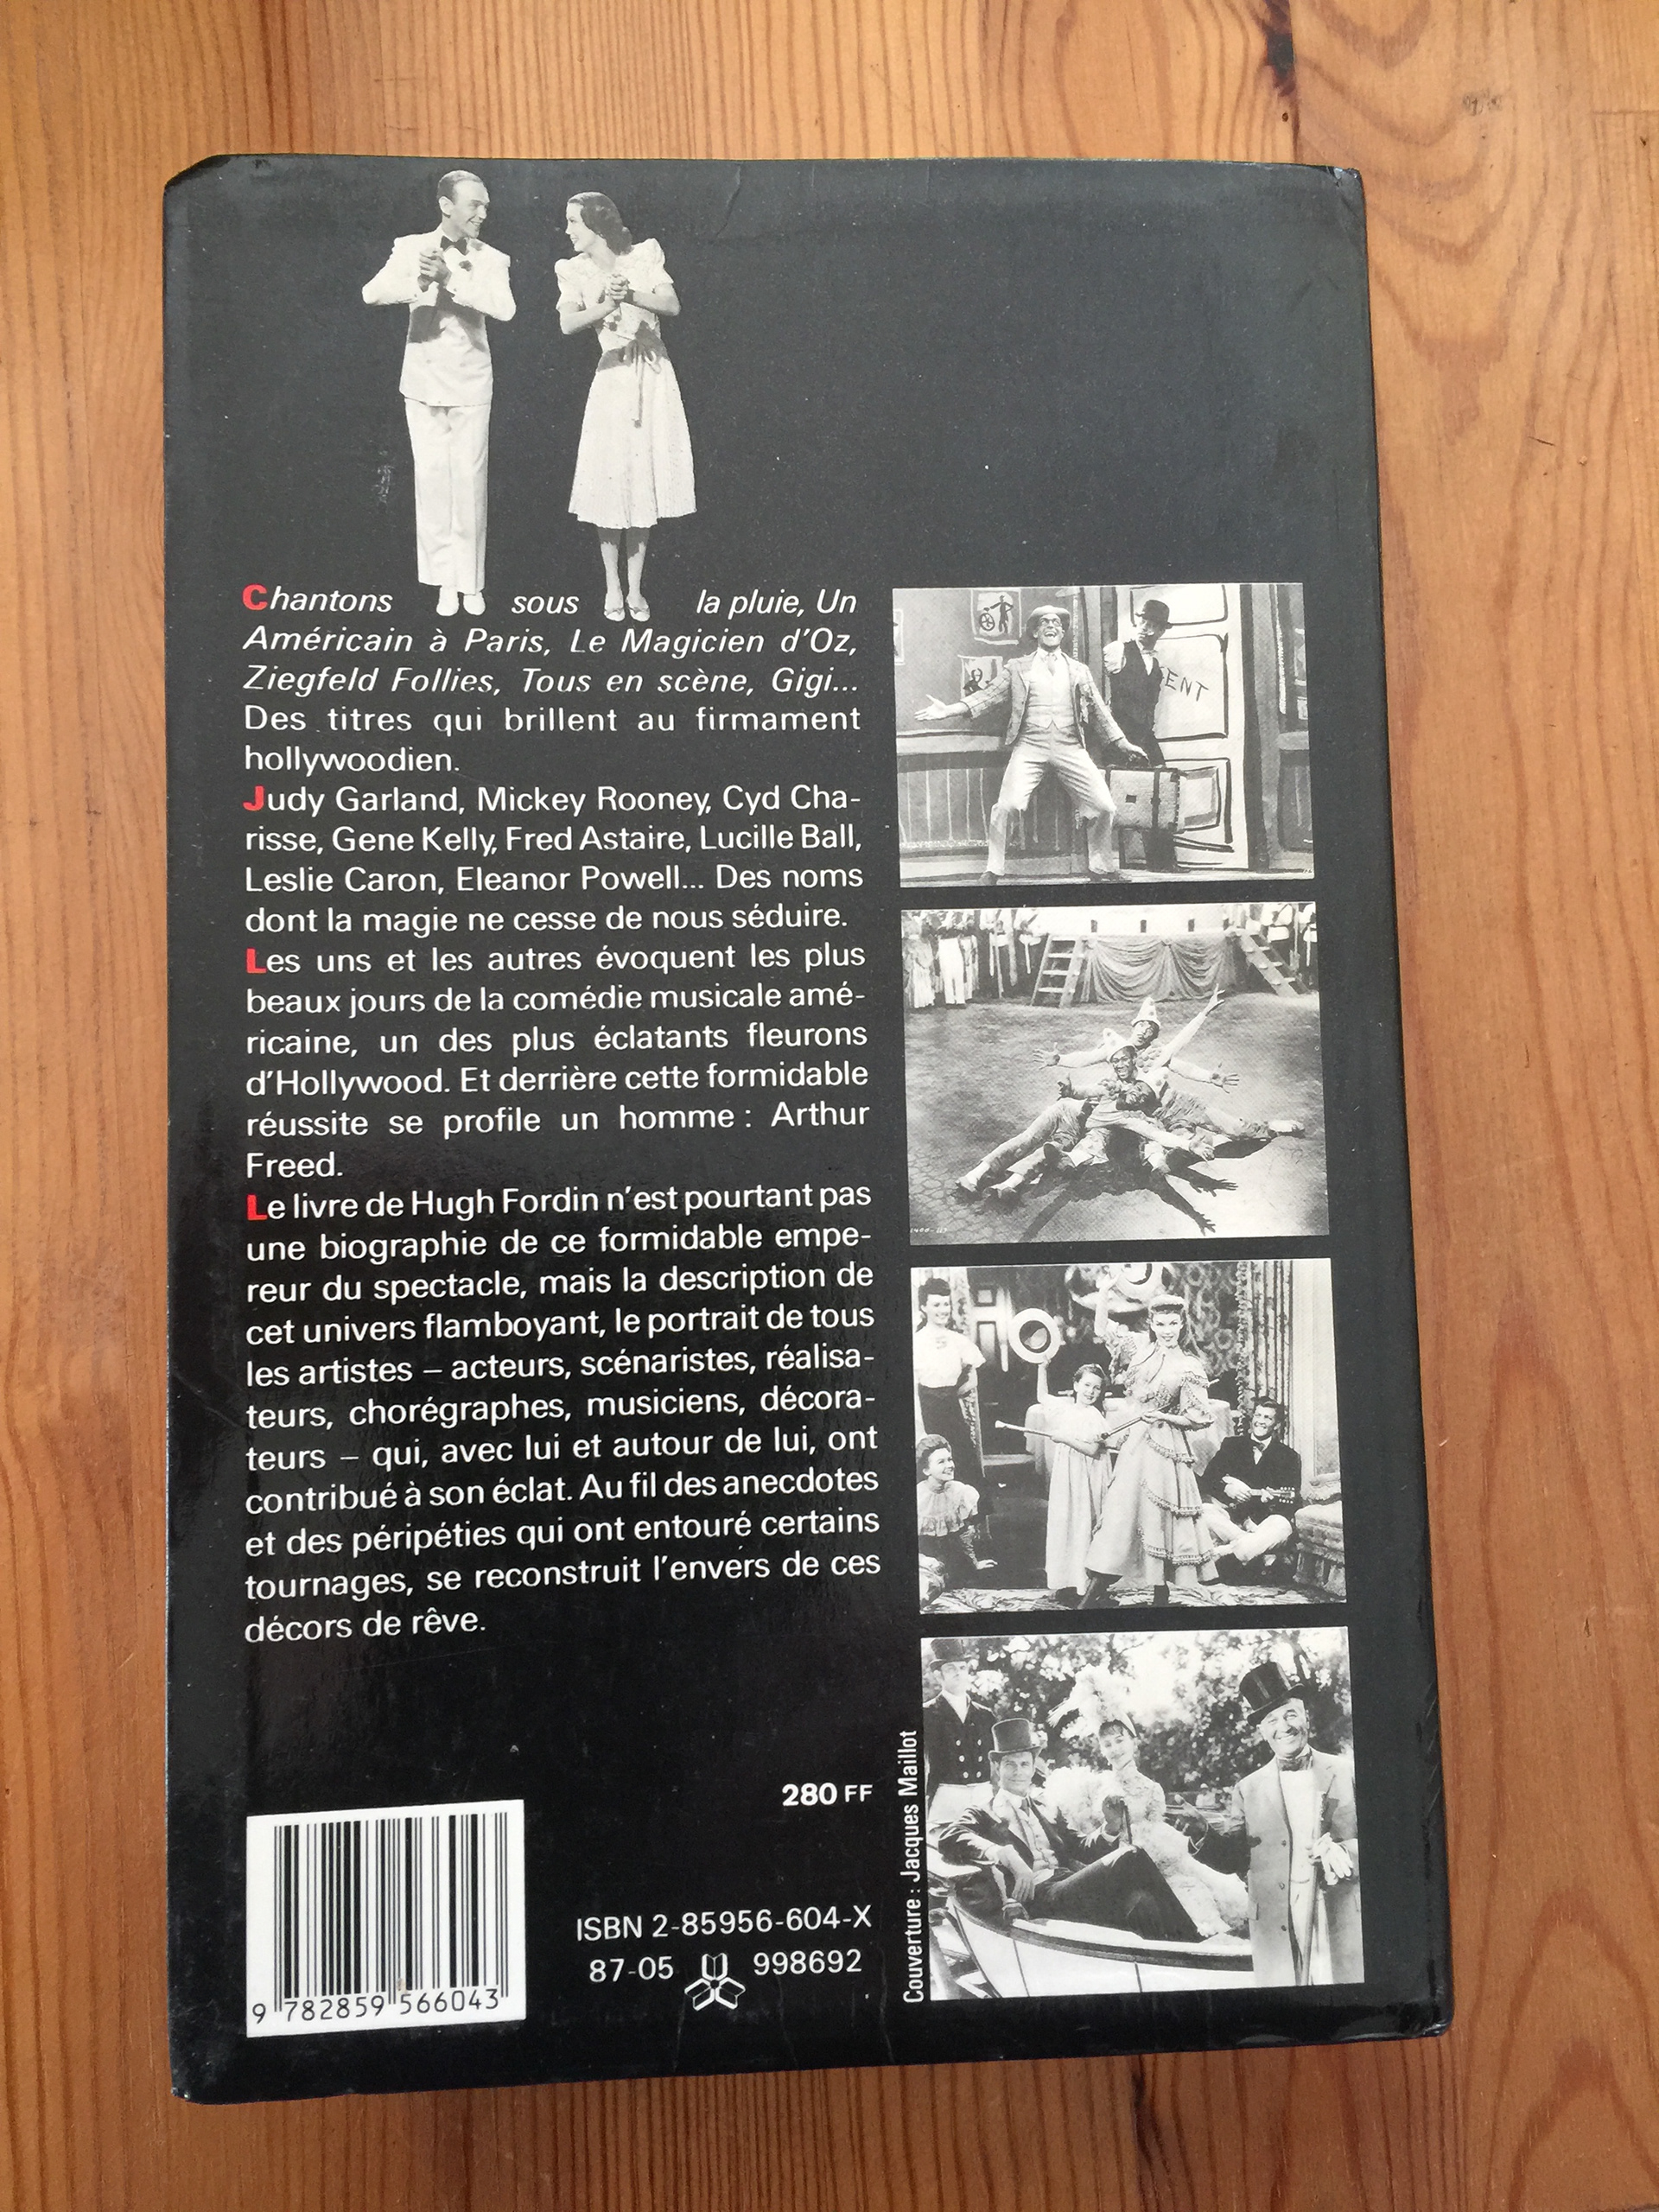 Chantons sous la pluie, Un
Américain à Paris, Le Magicien d'Oz,
Ziegfeld Follies, Tous en scène, Gigi...
Des titres qui brillent au firmament
hollywoodien.
Judy Garland, Mickey Rooney, Cyd Cha-
risse, Gene Kelly, Fred Astaire, Lucille Ball,
Leslie Caron, Eleanor Powell... Des noms
dont la magie ne cesse de nous séduire.
Les uns et les autres évoquent les plus
beaux jours de la comédie musicale amé-
ricaine, un des plus éclatants fleurons
d'Hollywood. Et derrière cette formidable
réussite se profile un homme : Arthur
Freed.
Le livre de Hugh Fordin n'est pourtant pas
une biographie de ce formidable empe-
reur du spectacle, mais la description de
cet univers flamboyant, le portrait de tous
les artistes – acteurs, scénaristes, réalisa-
teurs, chorégraphes, musiciens, décora-
teurs – qui, avec lui et autour de lui, ont
contribué à son éclat. Au fil des anecdotes
et des péripéties qui ont entouré certains
tournages, se reconstruit l'envers de ces
décors de rêve.
280 FF
ISBN 2-85956-604-X
87-05 998692
9 782859 566043
Couverture : Jacques Maillot
ENT